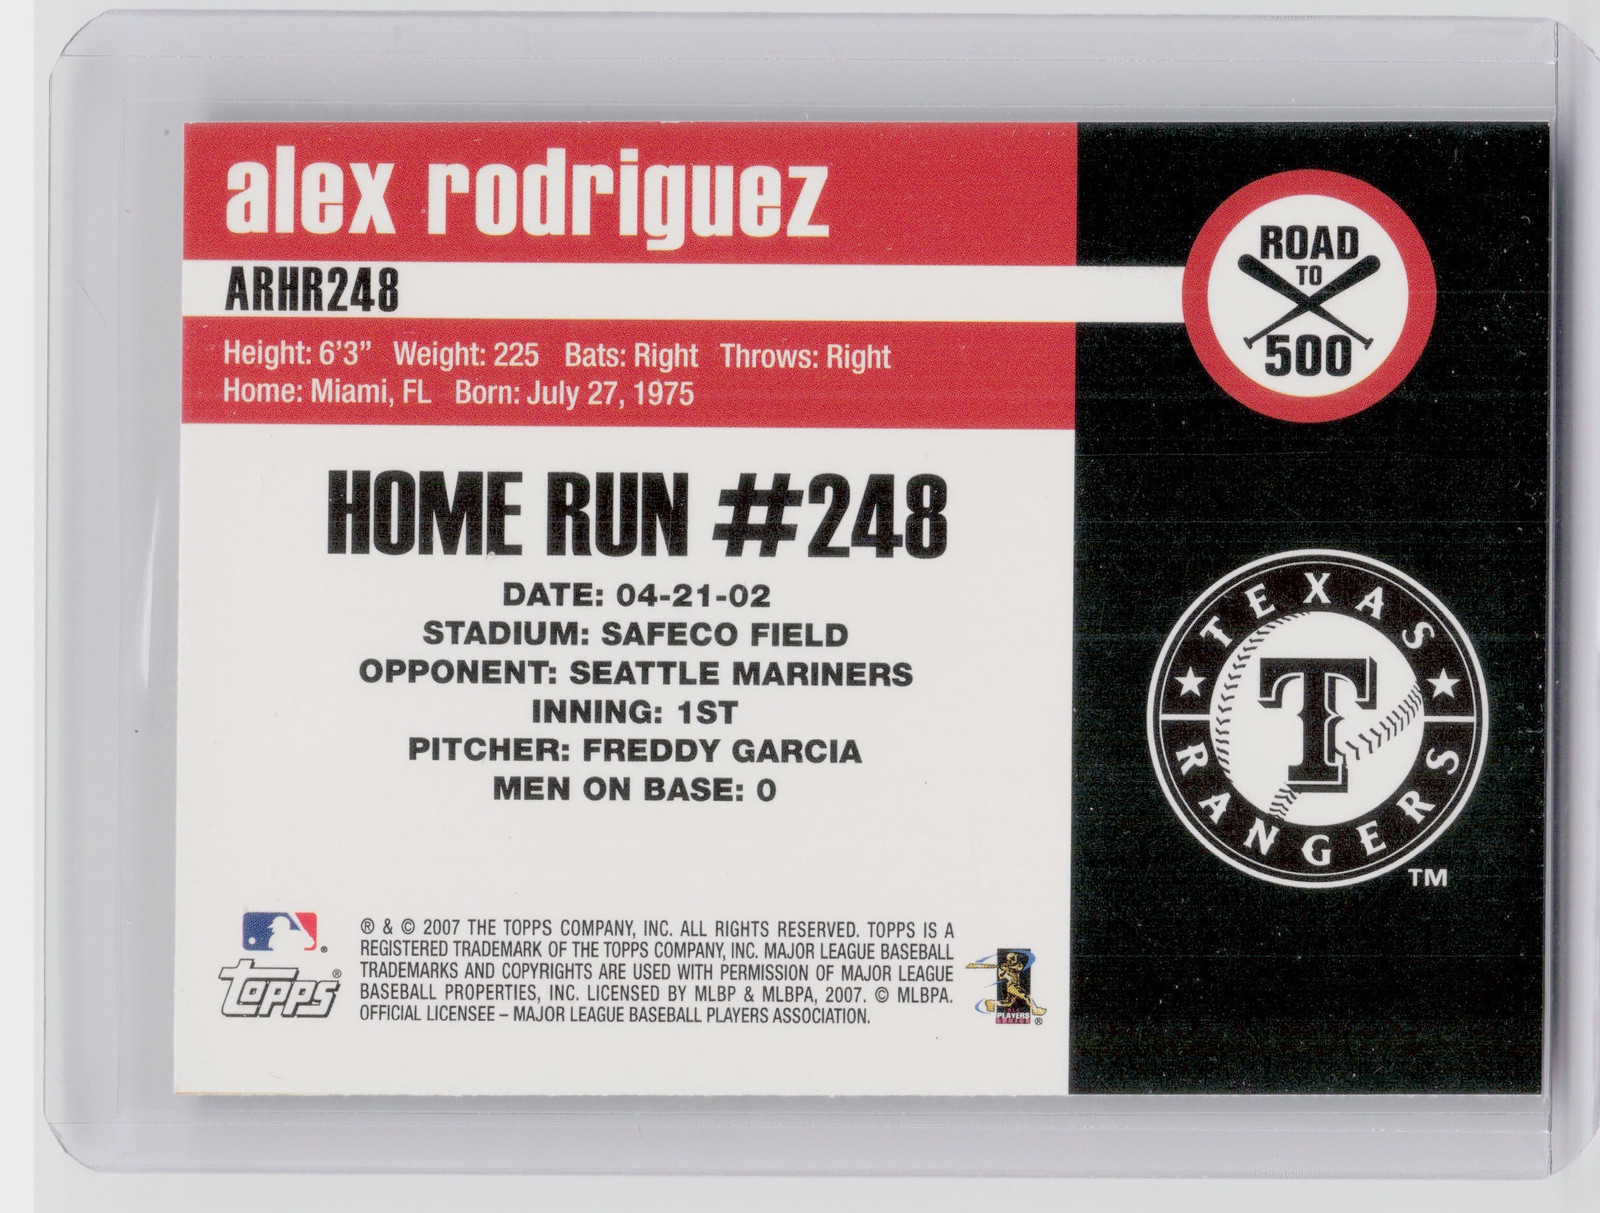 alex rodriguez
ARHR248
Height: 6'3" Weight: 225 Bats: Right Throws: Right
Home: Miami, FL Born: July 27, 1975
ROAD
TO
500
HOME RUN #248
DATE: 04-21-02
STADIUM: SAFECO FIELD
OPPONENT: SEATTLE MARINERS
INNING: 1ST
PITCHER: FREDDY GARCIA
MEN ON BASE: 0
TEXAS
T
RANGERS
TM
® & © 2007 THE TOPPS COMPANY, INC. ALL RIGHTS RESERVED. TOPPS IS A
REGISTERED TRADEMARK OF THE TOPPS COMPANY, INC. MAJOR LEAGUE BASEBALL
TRADEMARKS AND COPYRIGHTS ARE USED WITH PERMISSION OF MAJOR LEAGUE
BASEBALL PROPERTIES, INC. LICENSED BY MLBP & MLBPA, 2007. © MLBPA.
OFFICIAL LICENSEE – MAJOR LEAGUE BASEBALL PLAYERS ASSOCIATION.
®
Topps®
PLAYERS
®